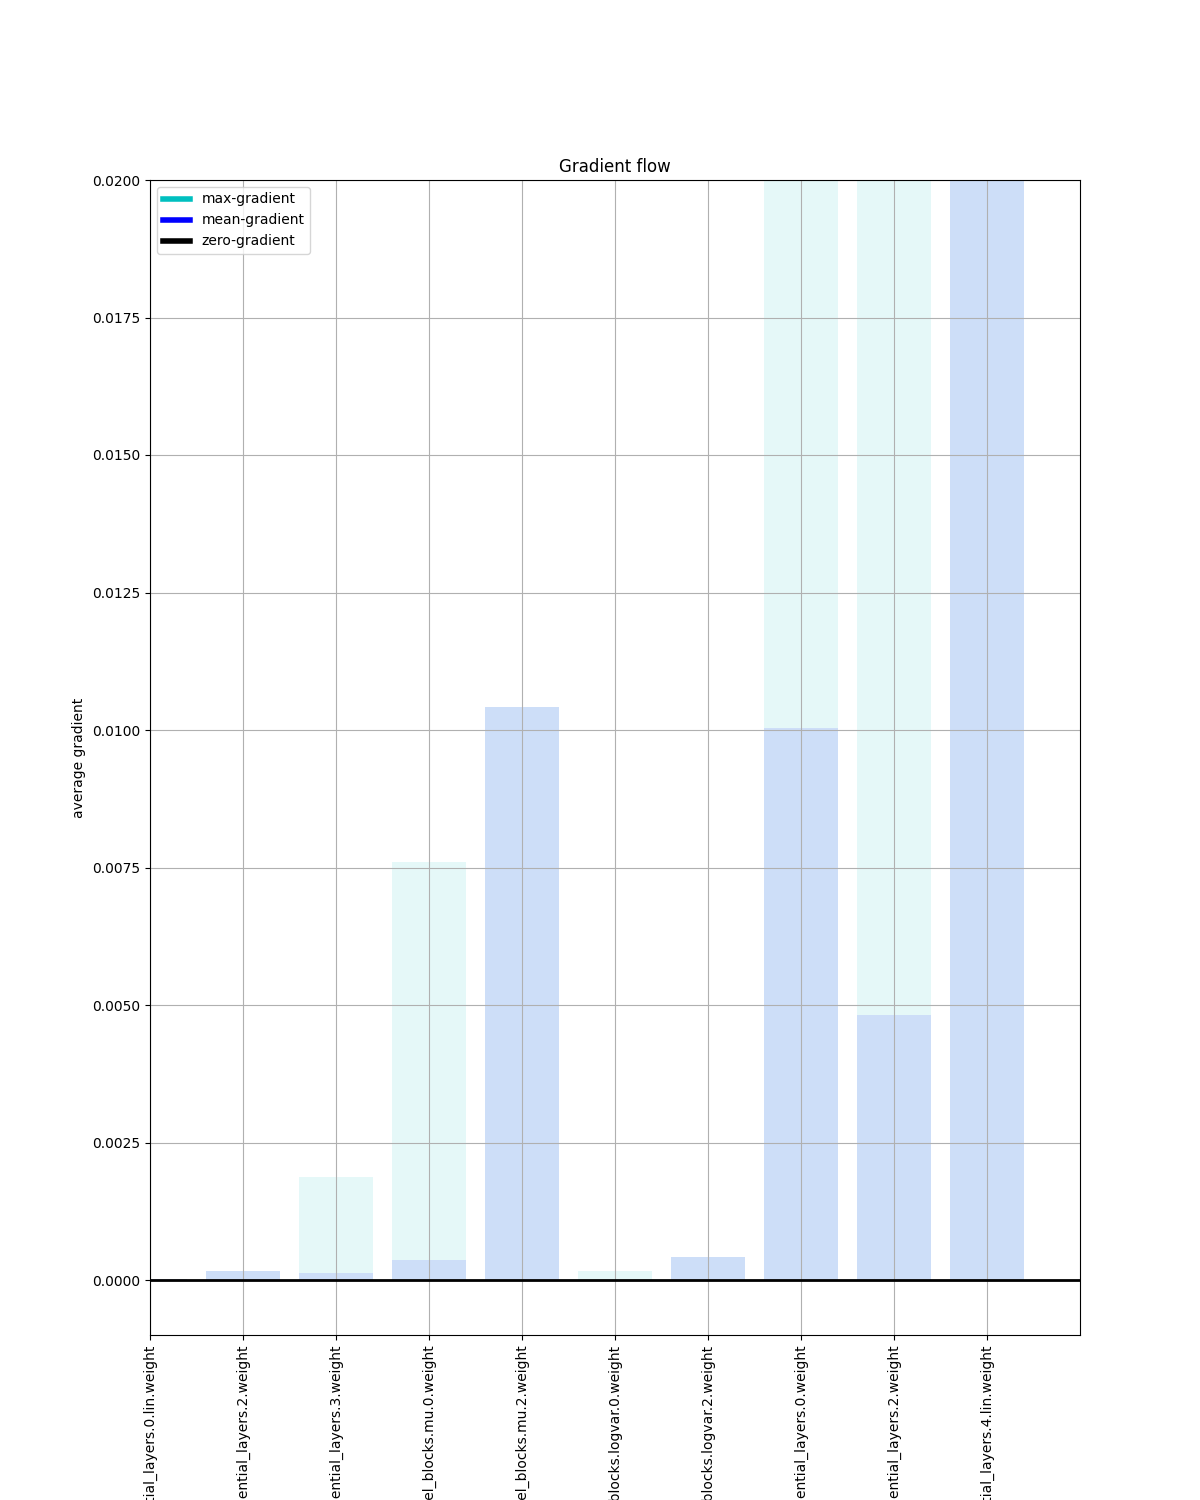 Gradient flow
max-gradient
mean-gradient
zero-gradient
0.0200
0.0175
0.0150
0.0125
0.0100
0.0075
0.0050
0.0025
0.0000
average gradient
tial_layers.0.lin.weight
ential_layers.2.weight
ential_layers.3.weight
el_blocks.mu.0.weight
el_blocks.mu.2.weight
blocks.logvar.0.weight
blocks.logvar.2.weight
ential_layers.0.weight
ential_layers.2.weight
tial_layers.4.lin.weight